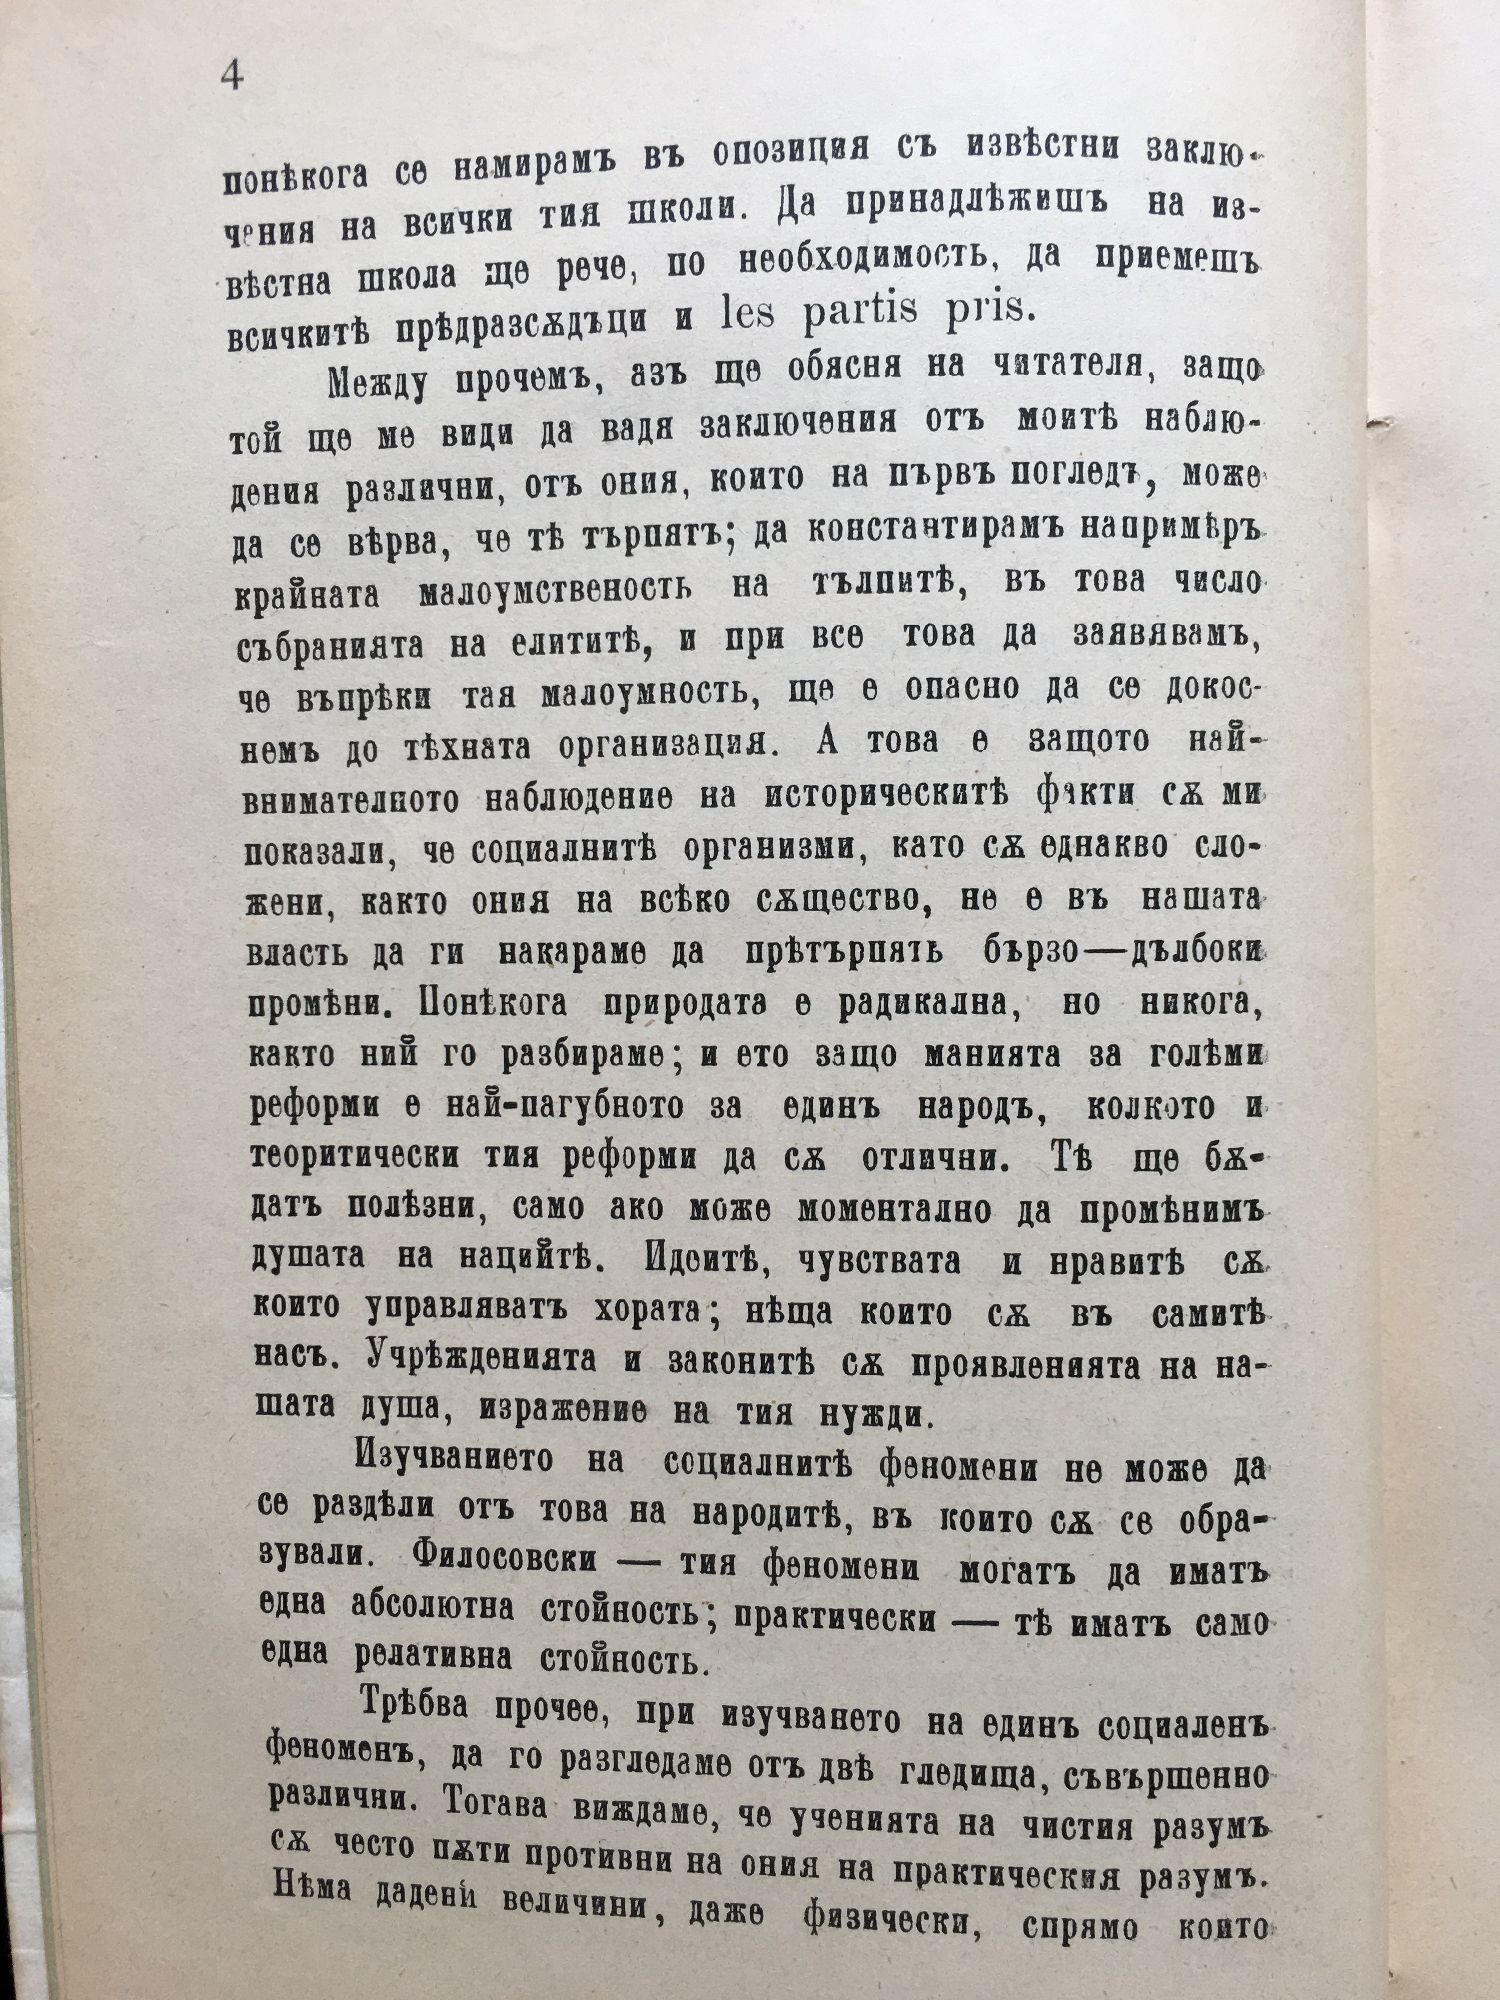 4
понѣкога се намирамъ въ опозиция съ извѣстни заклю-
чения на всички тия школи. Да принадлѣжишъ на из-
вѣстна школа ще рече, по необходимость, да приемешъ
всичкитѣ прѣдразсѫдъци и les partis pris.
Между прочемъ, азъ ще обясня на читателя, защо
той ще ме види да вадя заключения отъ моитѣ наблю-
дения различни, отъ ония, които на първъ погледъ, може
да се вѣрва, че тѣ търпятъ; да константирамъ напримѣръ
крайната малоумственость на тълпитѣ, въ това число
събранията на елититѣ, и при все това да заявявамъ,
че въпрѣки тая малоумность, ще е опасно да се докос-
немъ до тѣхната организация. А това е защото най-
внимателното наблюдение на историческитѣ факти сѫ ми
показали, че социалнитѣ организми, като сѫ еднакво сло-
жени, както ония на всѣко сѫщество, не е въ нашата
власть да ги накараме да прѣтърпятъ бързо—дълбоки
промѣни. Понѣкога природата е радикална, но никога,
както ний го разбираме; и ето защо манията за голѣми
реформи е най-пагубното за единъ народъ, колкото и
теоритически тия реформи да сѫ отлични. Тѣ ще бѫ-
датъ полѣзни, само ако може моментално да промѣнимъ
душата на нацийтѣ. Идеитѣ, чувствата и нравитѣ сѫ
които управляватъ хората; нѣща които сѫ въ самитѣ
насъ. Учрѣжденията и законитѣ сѫ проявленията на на-
шата душа, изражение на тия нужди.
Изучванието на социалнитѣ феномени не може да
се раздѣли отъ това на народитѣ, въ които сѫ се обра-
зували. Филосовски — тия феномени могатъ да иматъ
една абсолютна стойность; практически — тѣ иматъ само
една релативна стойность.
Трѣбва прочее, при изучването на единъ социаленъ
феноменъ, да го разгледаме отъ двѣ гледища, съвършенно
различни. Тогава виждаме, че ученията на чистия разумъ
сѫ често пѫти противни на ония на практическия разумъ.
Нѣма дадени величини, даже физически, спрямо които